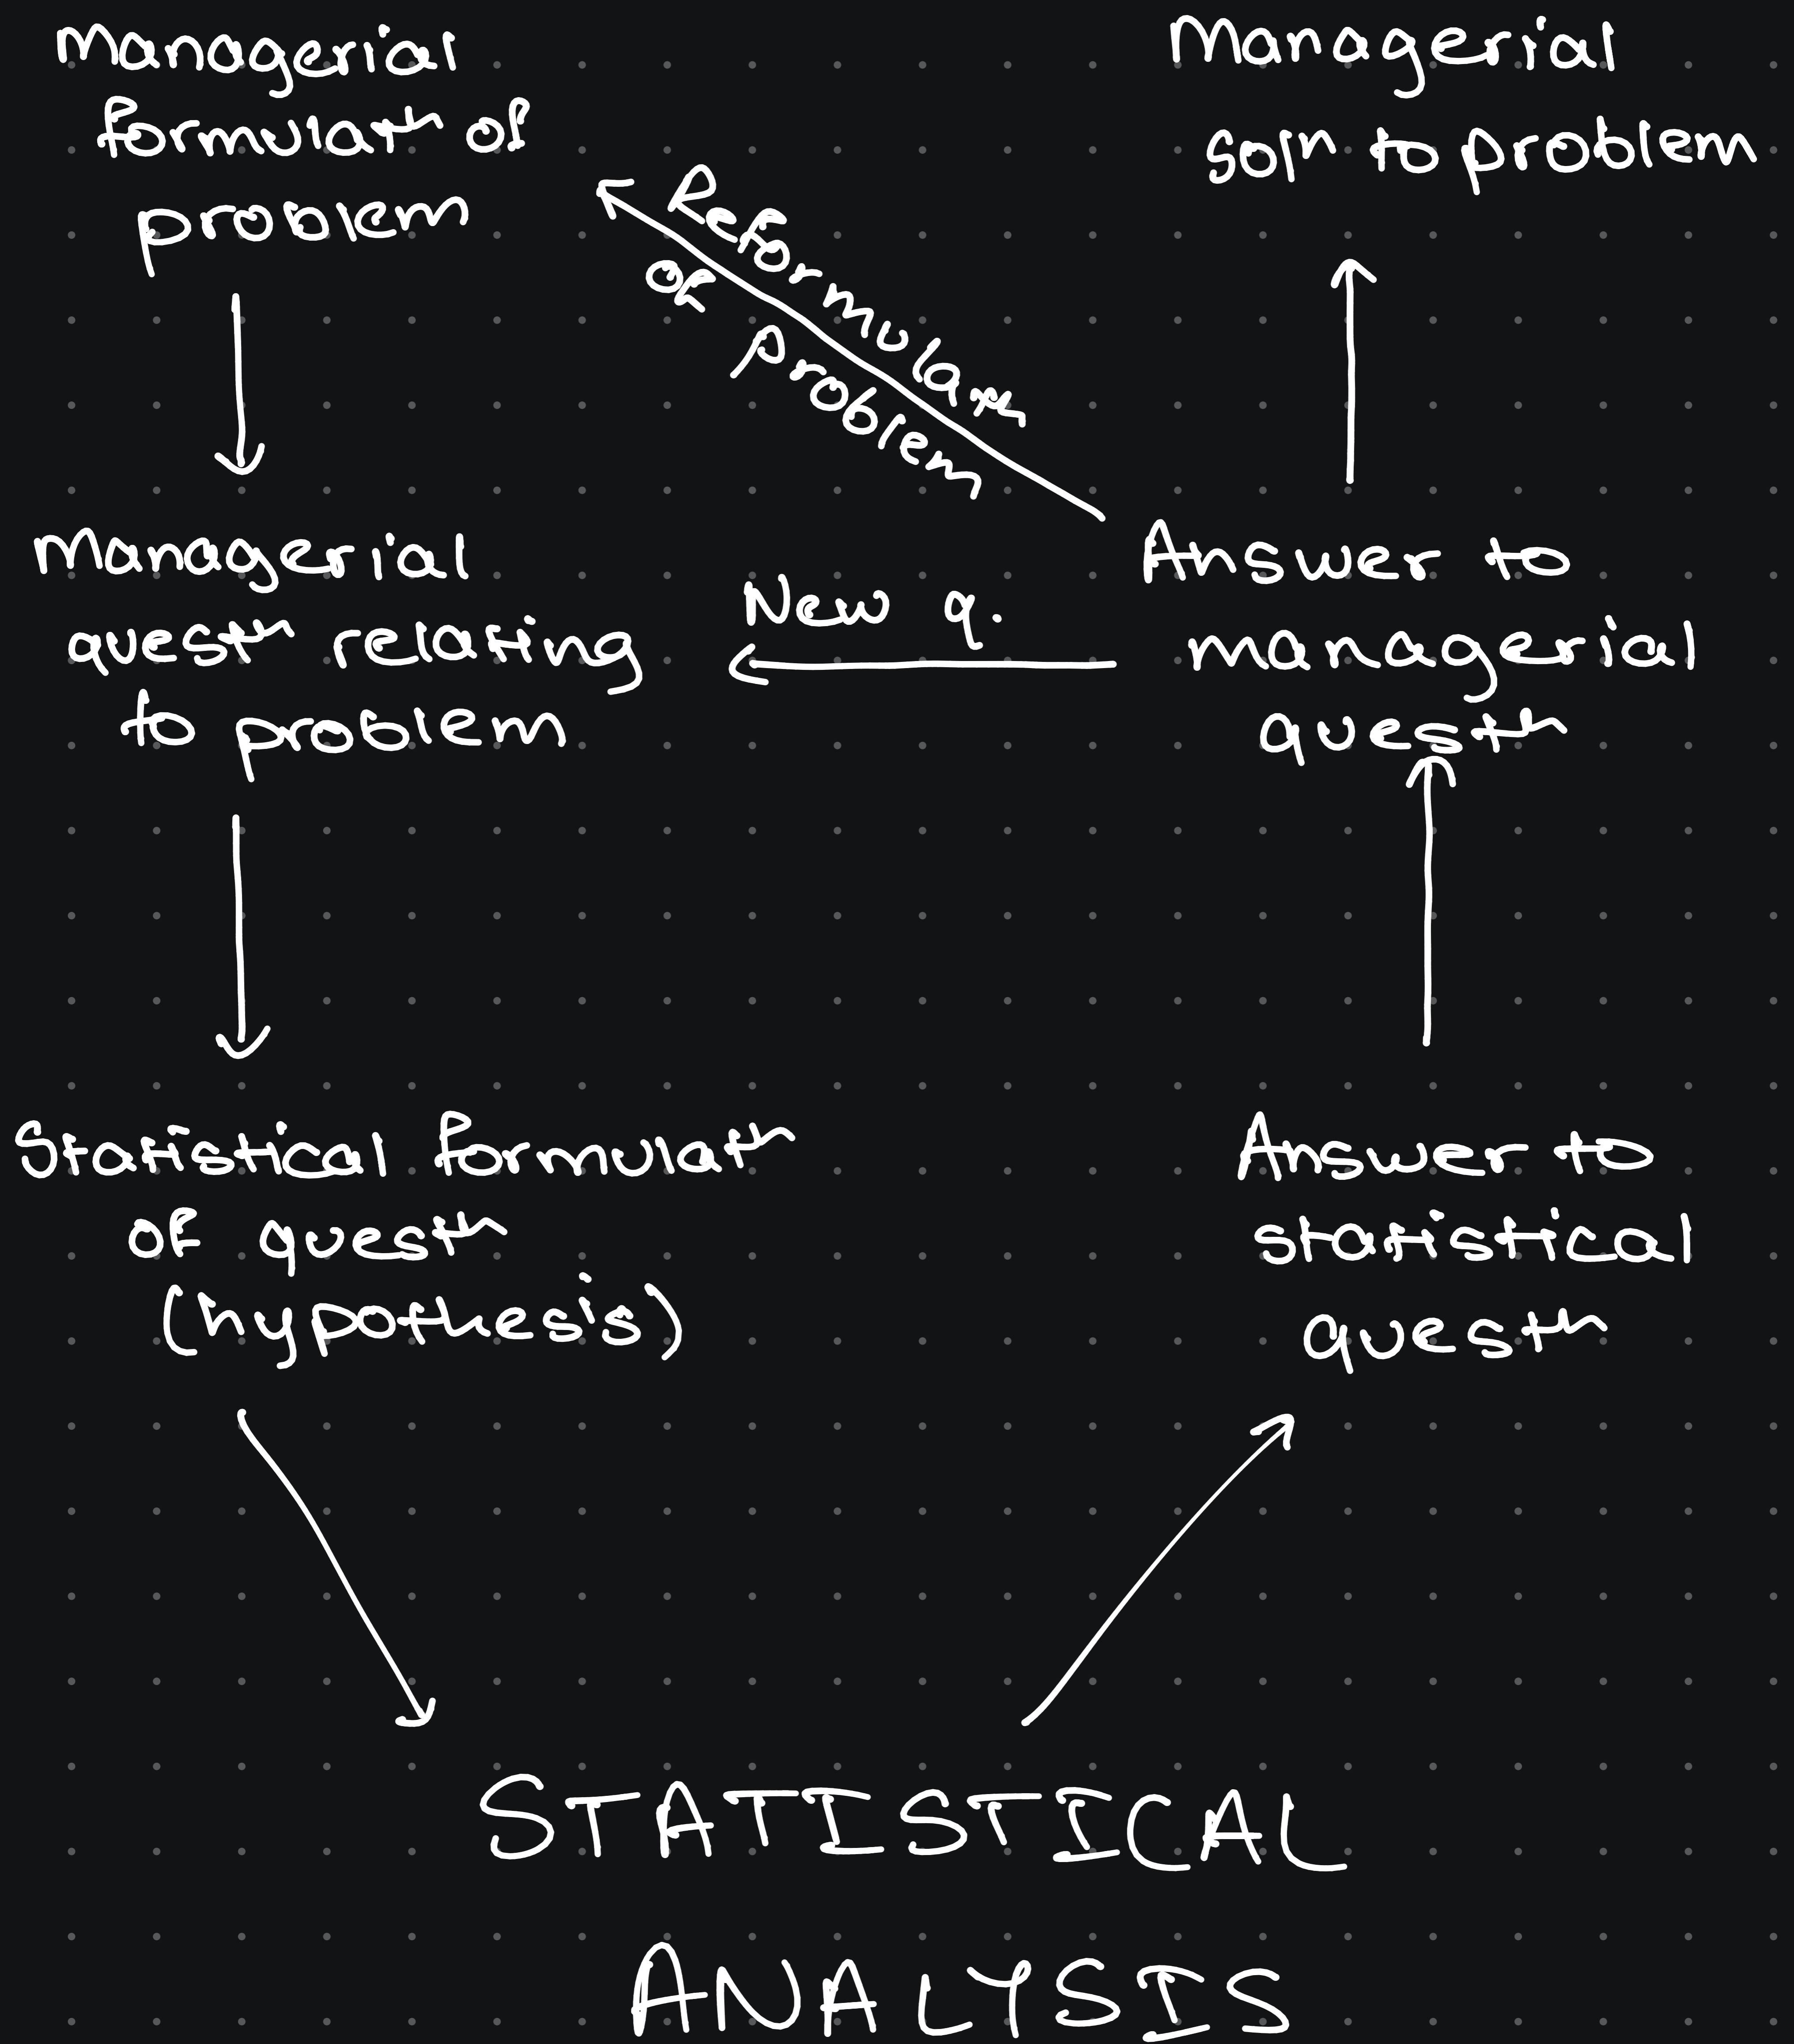 Managerial
formulatⁿ of
problem
Managerial
solⁿ to problem
Reformulatⁿ
of problem
Managerial
questⁿ relating
to problem
New q.
Answer to
managerial
questⁿ
Statistical formulatⁿ
of questⁿ
(hypothesis)
Answer to
statistical
questⁿ
STATISTICAL
ANALYSIS